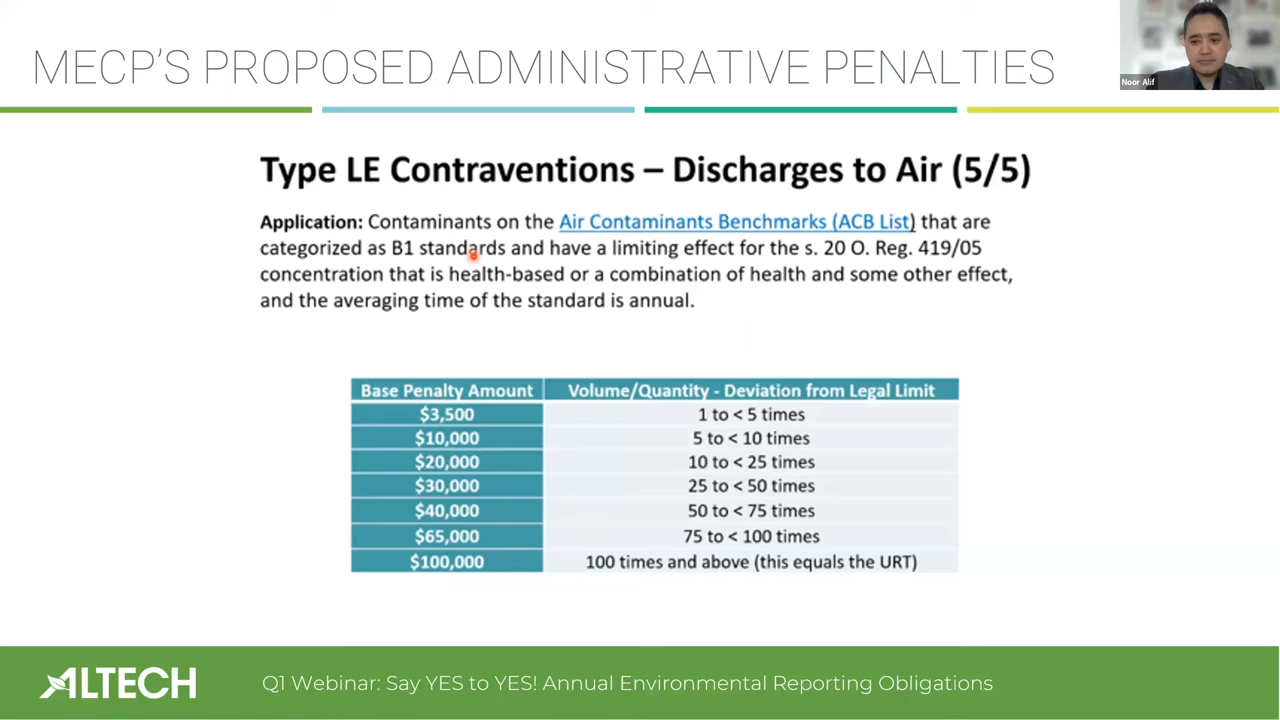 MECP'S PROPOSED ADMINISTRATIVE PENALTIES
Noor Alif
Type LE Contraventions – Discharges to Air (5/5)
Application: Contaminants on the Air Contaminants Benchmarks (ACB List) that are
categorized as B1 standards and have a limiting effect for the s. 20 O. Reg. 419/05
concentration that is health-based or a combination of health and some other effect,
and the averaging time of the standard is annual.
Base Penalty Amount Volume/Quantity - Deviation from Legal Limit
$3,500 1 to < 5 times
$10,000 5 to < 10 times
$20,000 10 to < 25 times
$30,000 25 to < 50 times
$40,000 50 to < 75 times
$65,000 75 to < 100 times
$100,000 100 times and above (this equals the URT)
ALTECH
Q1 Webinar: Say YES to YES! Annual Environmental Reporting Obligations